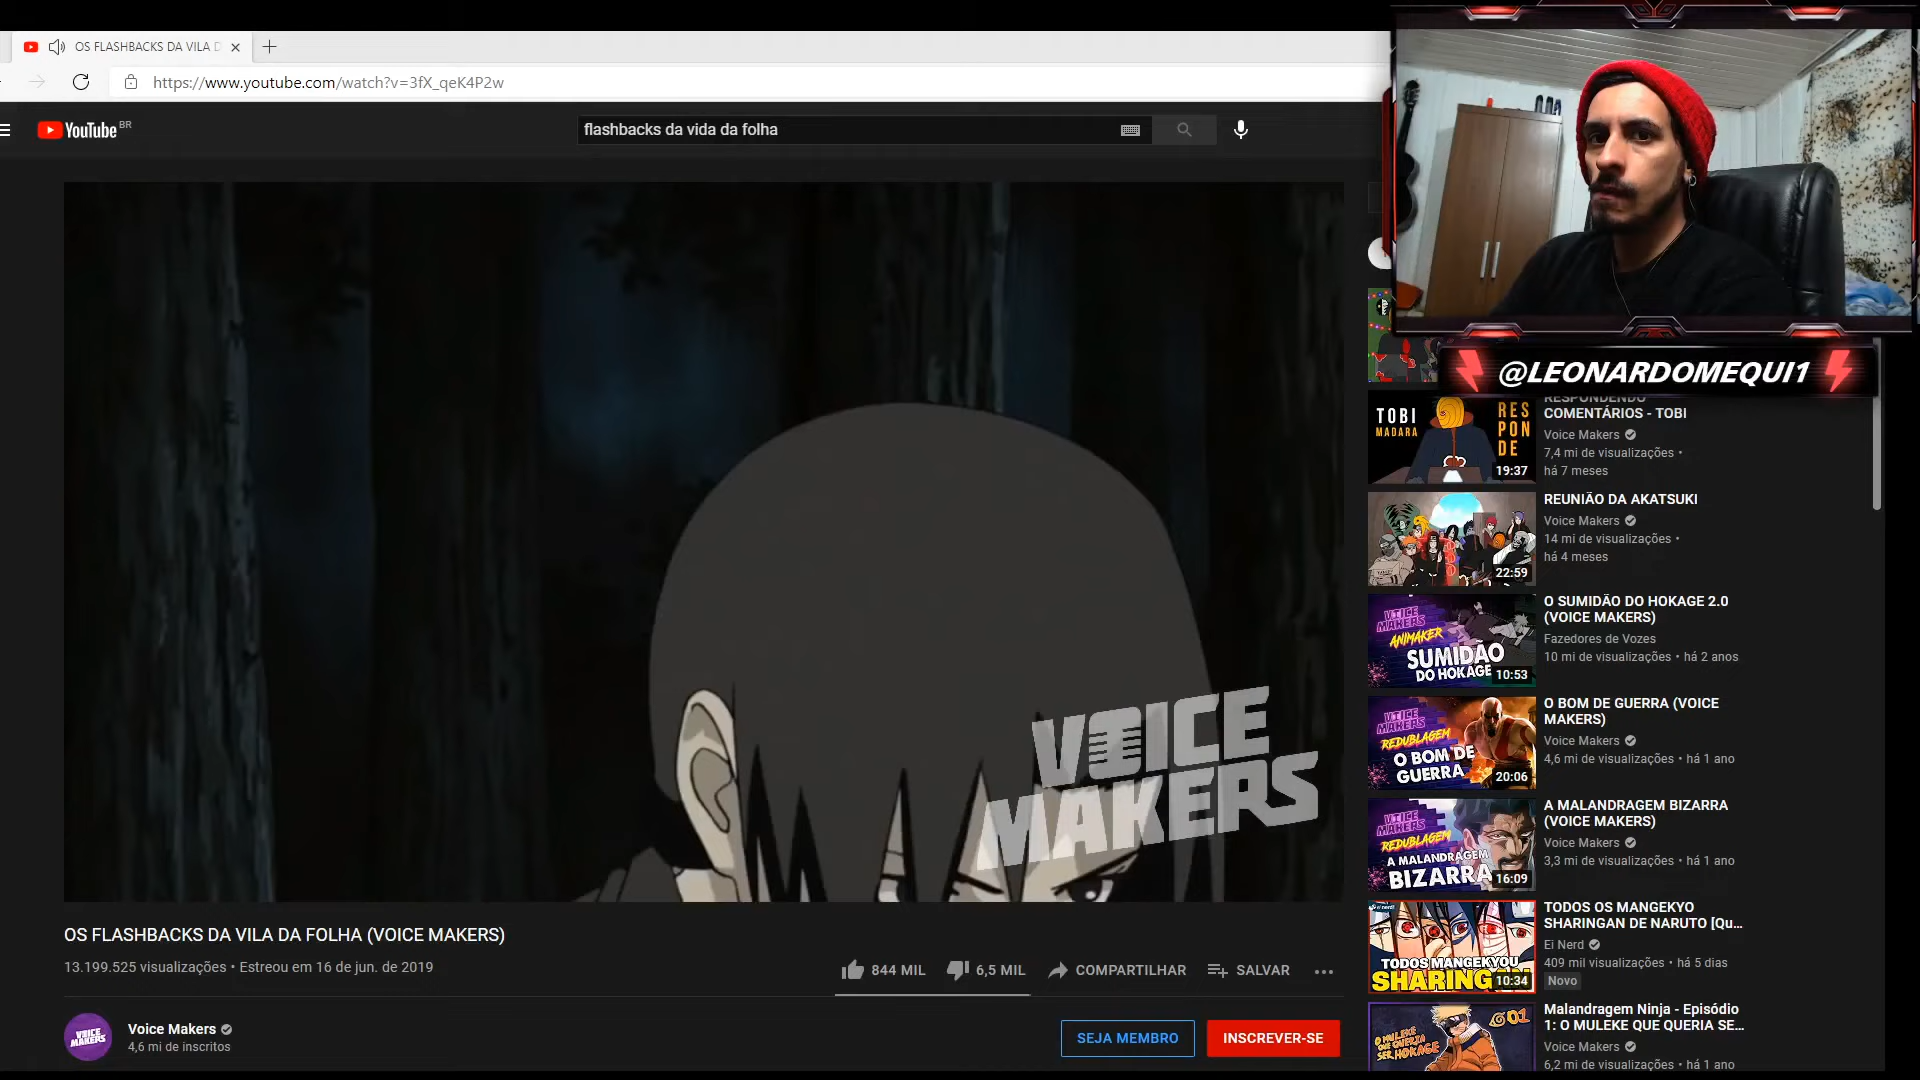 OS FLASHBACKS DA VILA D
https://www.youtube.com/watch?v=3fX_qeK4P2w
YouTube BR
flashbacks da vida da folha
@LEONARDOMEQUI1
VOICE
MAKERS
OS FLASHBACKS DA VILA DA FOLHA (VOICE MAKERS)
13.199.525 visualizações • Estreou em 16 de jun. de 2019
844 MIL
6,5 MIL
COMPARTILHAR
SALVAR
VOICE
MAKERS
Voice Makers
4,6 mi de inscritos
SEJA MEMBRO
INSCREVER-SE
TOBI
MADARA
RES
PON
DE
19:37
RESPONDENDO
COMENTÁRIOS - TOBI
Voice Makers
7,4 mi de visualizações •
há 7 meses
22:59
REUNIÃO DA AKATSUKI
Voice Makers
14 mi de visualizações •
há 4 meses
VOICE
MAKERS
ANIMAKER
SUMIDÃO
DO HOKAGE
10:53
O SUMIDÃO DO HOKAGE 2.0
(VOICE MAKERS)
Fazedores de Vozes
10 mi de visualizações • há 2 anos
VOICE
MAKERS
REDUBLAGEM
O BOM DE
GUERRA
20:06
O BOM DE GUERRA (VOICE
MAKERS)
Voice Makers
4,6 mi de visualizações • há 1 ano
VOICE
MAKERS
REDUBLAGEM
A MALANDRAGEM
BIZARRA
16:09
A MALANDRAGEM BIZARRA
(VOICE MAKERS)
Voice Makers
3,3 mi de visualizações • há 1 ano
ei nerd!
TODOS MANGEKYOU
SHARING
10:34
TODOS OS MANGEKYO
SHARINGAN DE NARUTO [Qu...
Ei Nerd
409 mil visualizações • há 5 dias
Novo
01
O MULEKE
QUE QUERIA
SER HOKAGE
Malandragem Ninja - Episódio
1: O MULEKE QUE QUERIA SE...
Voice Makers
6,2 mi de visualizações • há 1 ano